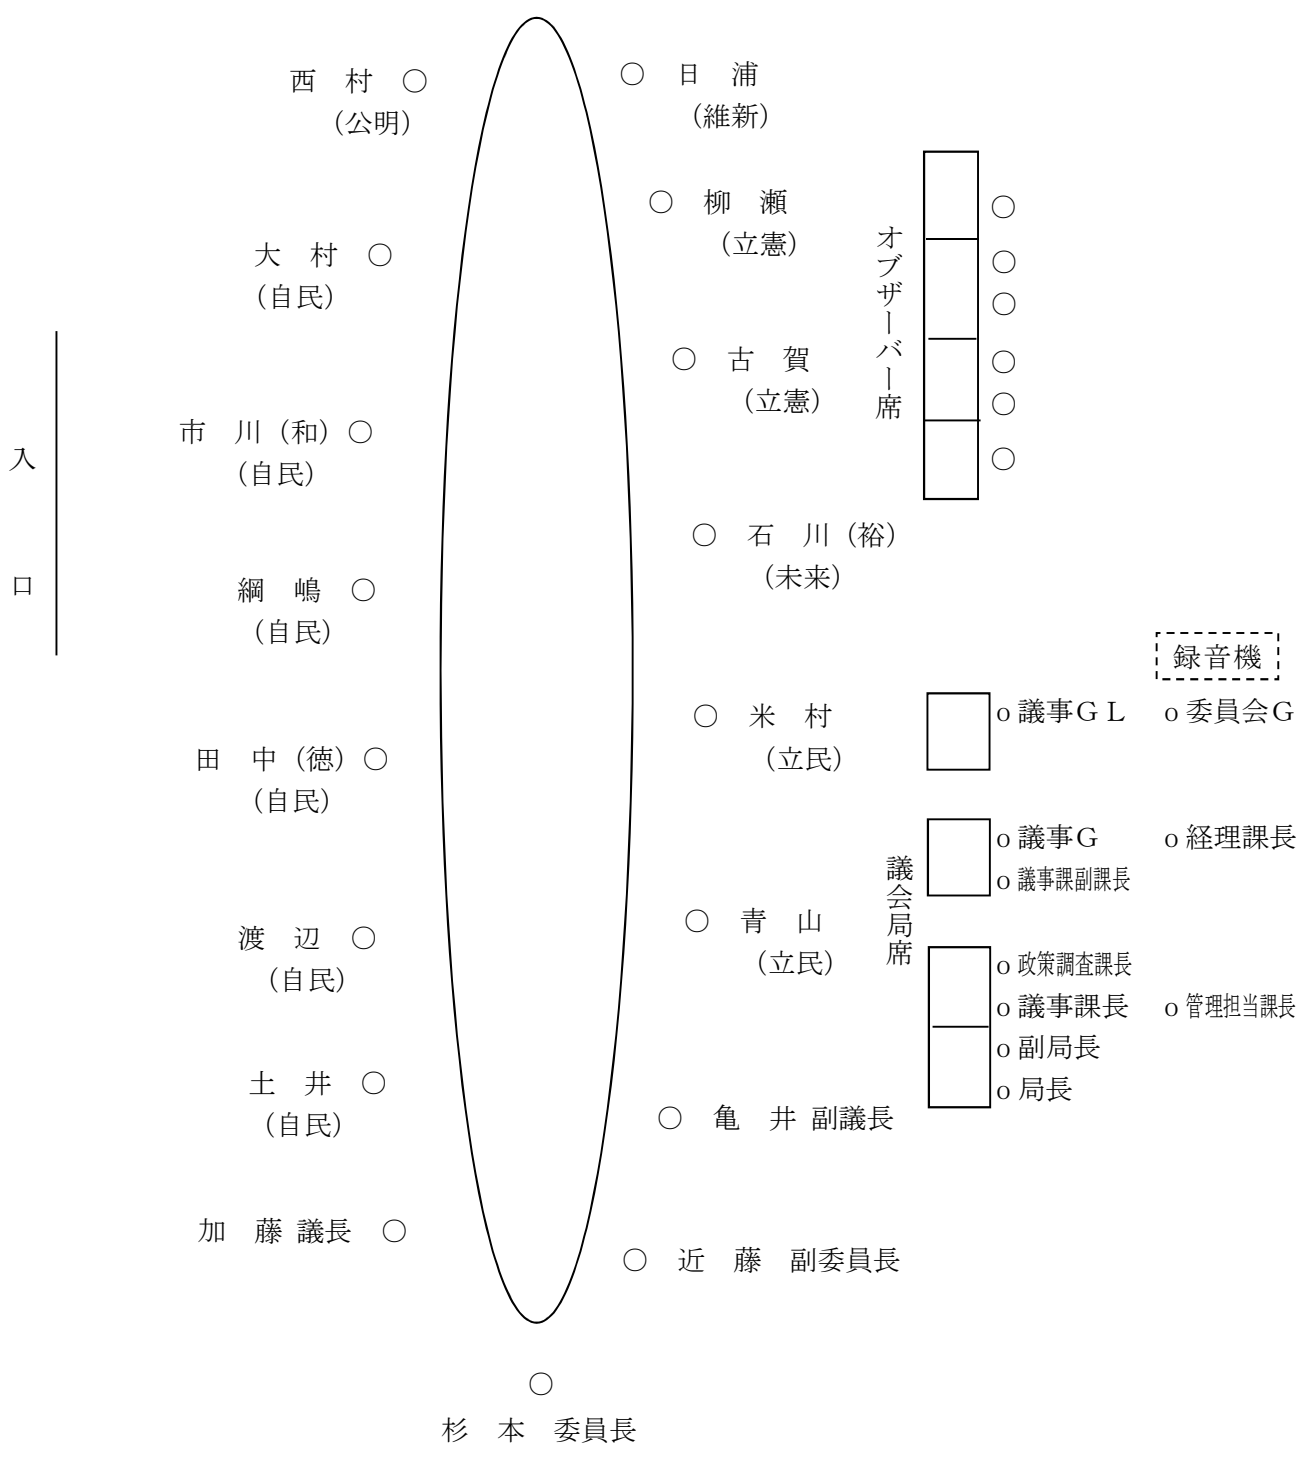 西　村　○
（公明）
○　日　浦
（維新）
○　柳　瀬
（立憲）
大　村　○
（自民）
○　古　賀
（立憲）
オブザーバー席
○
○
○
○
○
○
市　川（和）○
（自民）
入　口
○　石　川（裕）
（未来）
綱　嶋　○
（自民）
○　米　村
（立民）
田　中（徳）○
（自民）
○　青　山
（立民）
渡　辺　○
（自民）
土　井　○
（自民）
○　亀　井 副議長
加　藤 議長　○
○　近　藤　副委員長
○
杉　本　委員長
録音機
議会局席
o 議事ＧＬ
o 委員会Ｇ
o 議事Ｇ
o 経理課長
o 議事課副課長
o 政策調査課長
o 議事課長
o 管理担当課長
o 副局長
o 局長